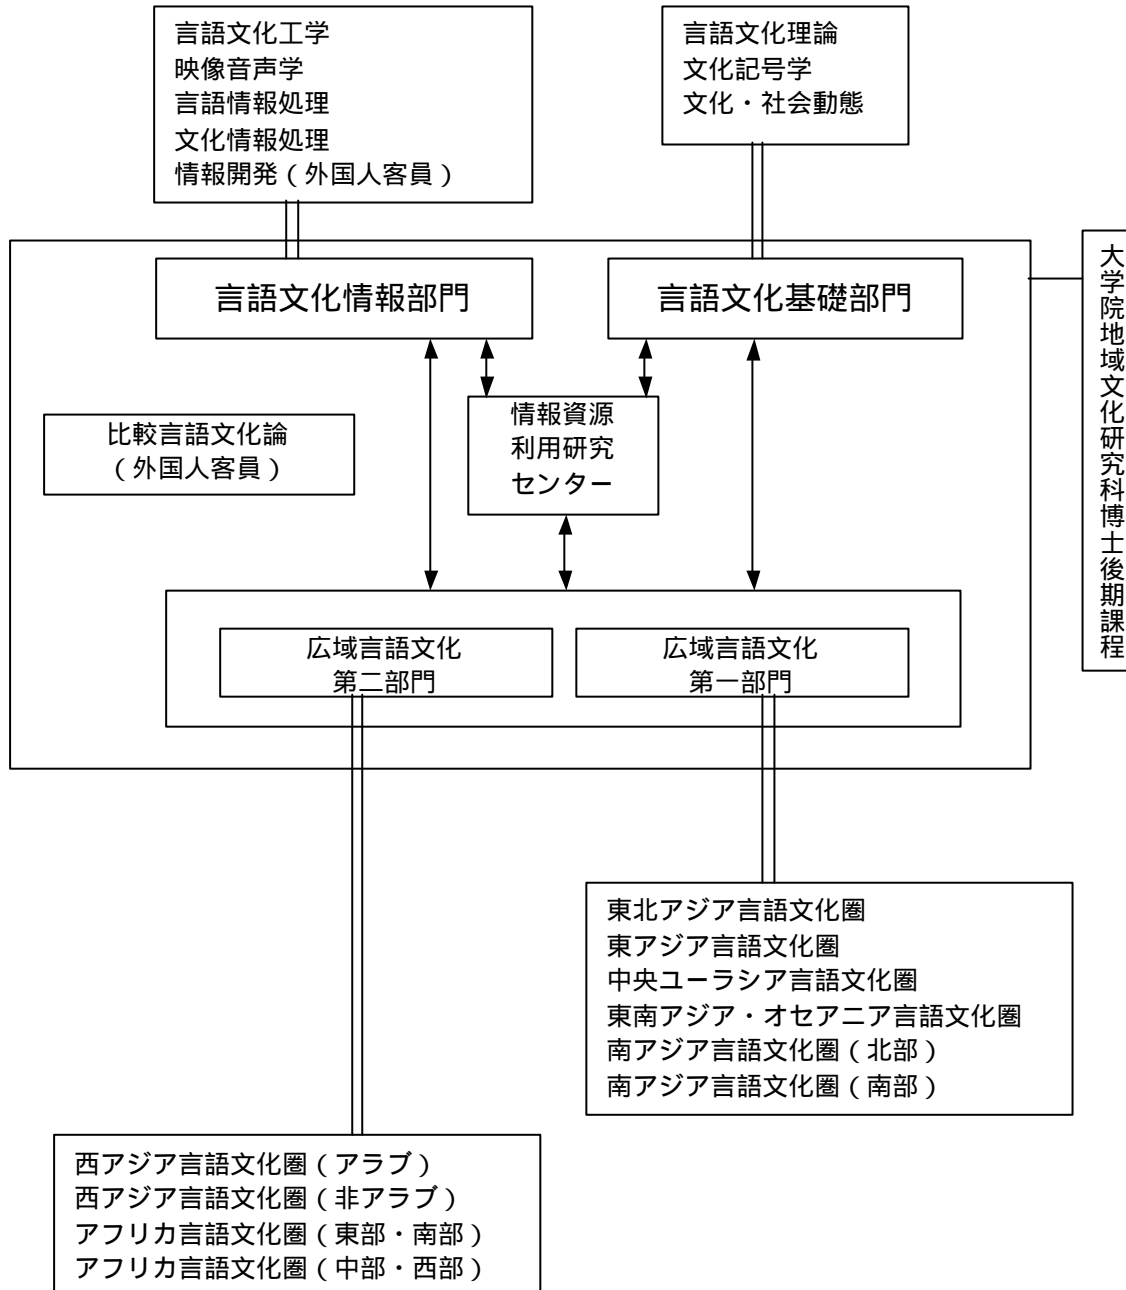 言語文化工学
映像音声学
言語情報処理
文化情報処理
情報開発(外国人客員)
言語文化理論
文化記号学
文化・社会動態
言語文化情報部門
言語文化基礎部門
大学院地域文化研究科博士後期課程
比較言語文化論
(外国人客員)
情報資源
利用研究
センター
広域言語文化
第二部門
広域言語文化
第一部門
東北アジア言語文化圏
東アジア言語文化圏
中央ユーラシア言語文化圏
東南アジア・オセアニア言語文化圏
南アジア言語文化圏(北部)
南アジア言語文化圏(南部)
西アジア言語文化圏(アラブ)
西アジア言語文化圏(非アラブ)
アフリカ言語文化圏(東部・南部)
アフリカ言語文化圏(中部・西部)